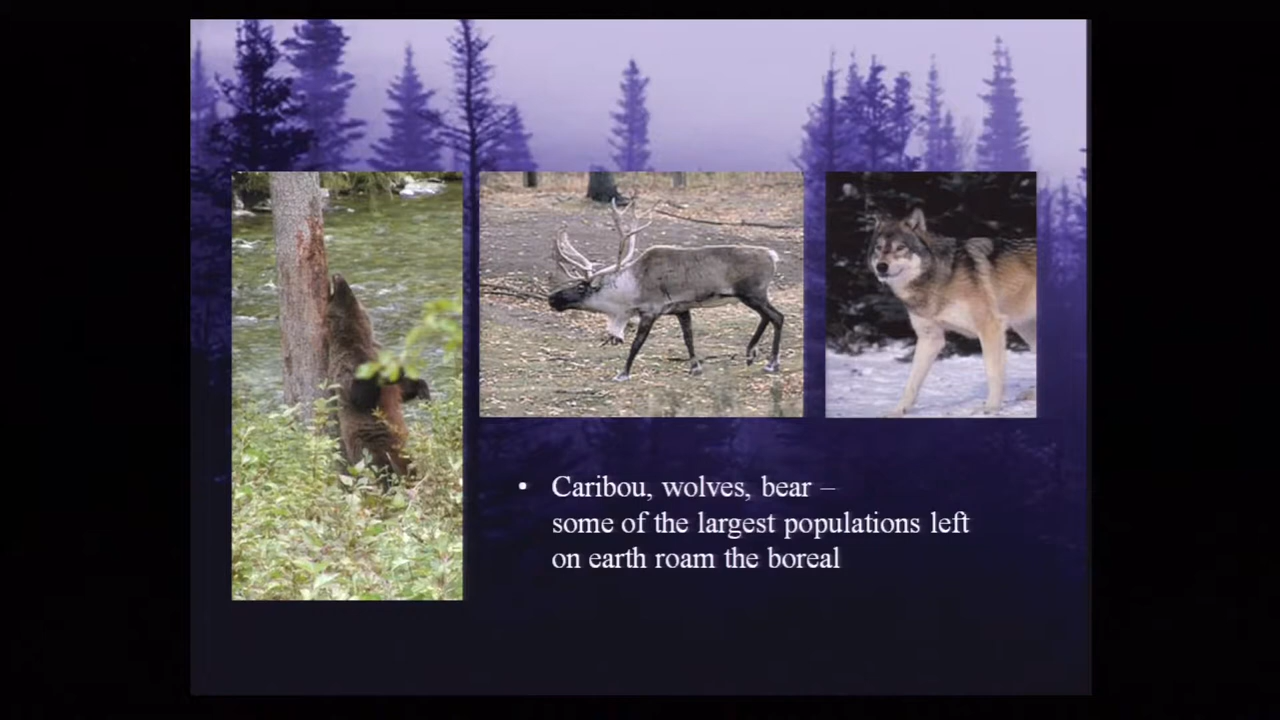 • Caribou, wolves, bear –
some of the largest populations left
on earth roam the boreal